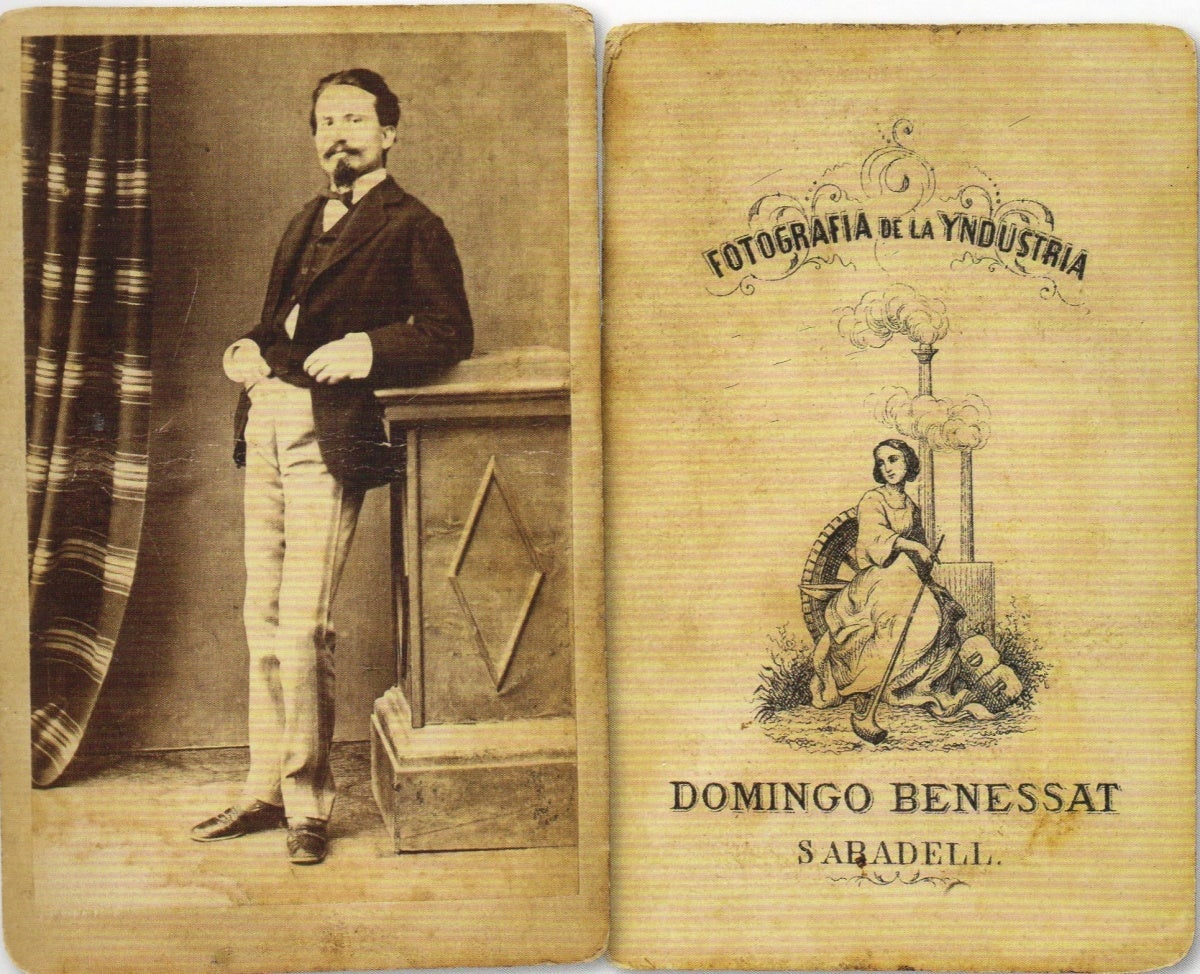 FOTOGRAFIA DE LA YNDUSTRIA
DOMINGO BENESSAT
SABADELL.